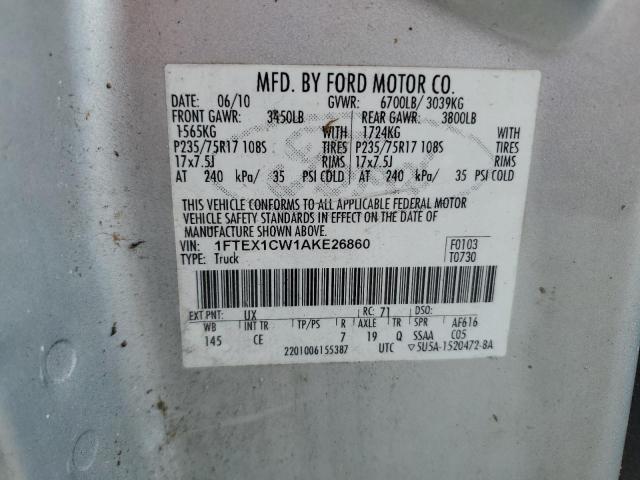 MFD. BY FORD MOTOR CO.
DATE: 06/10 GVWR: 6700LB/ 3039KG
FRONT GAWR: 3450LB REAR GAWR: 3800LB
1565KG WITH 1724KG WITH
P235/75R17 108S TIRES P235/75R17 108S TIRES
17x7.5J RIMS 17x7.5J RIMS
AT 240 kPa/ 35 PSI COLD AT 240 kPa/ 35 PSI COLD
THIS VEHICLE CONFORMS TO ALL APPLICABLE FEDERAL MOTOR
VEHICLE SAFETY STANDARDS IN EFFECT ON THE DATE OF
MANUFACTURE SHOWN ABOVE.
VIN: 1FTEX1CW1AKE26860 F0103
TYPE: Truck T0730
EXT PNT: UX RC: 71 DSO:
WB INT TR TP/PS R AXLE TR SPR AF616
145 CE 7 19 Q SSAA C05
2201006155387 UTC ▽5U5A-1520472-BA